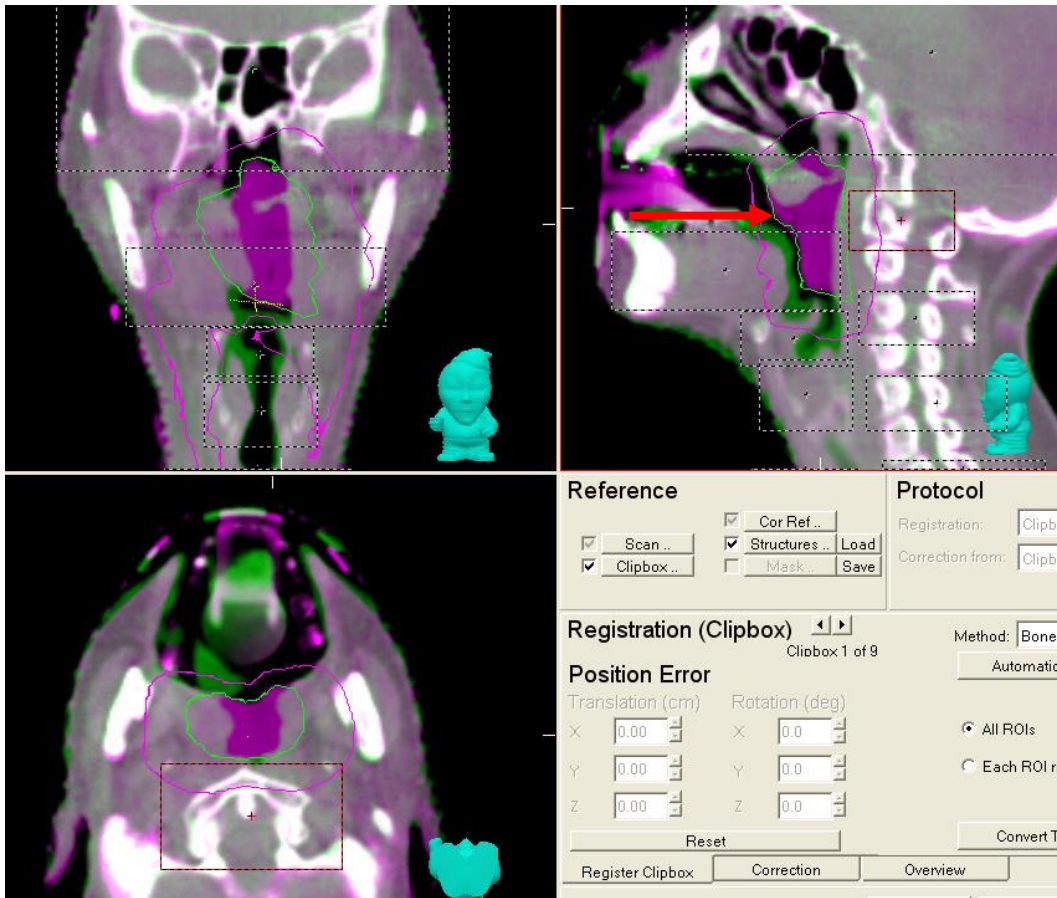 Reference
Protocol
Cor Ref ..
Registration: Clipb
Scan ..
Structures .. Load
Correction from: Clipb
Clipbox ..
Mask .. Save
Registration (Clipbox)
Clipbox 1 of 9
Method: Bone
Automatic
Position Error
Translation (cm) Rotation (deg)
X 0.00 X 0.0
All ROIs
Y 0.00 Y 0.0
Each ROI r
Z 0.00 Z 0.0
Reset
Convert T
Register Clipbox Correction Overview